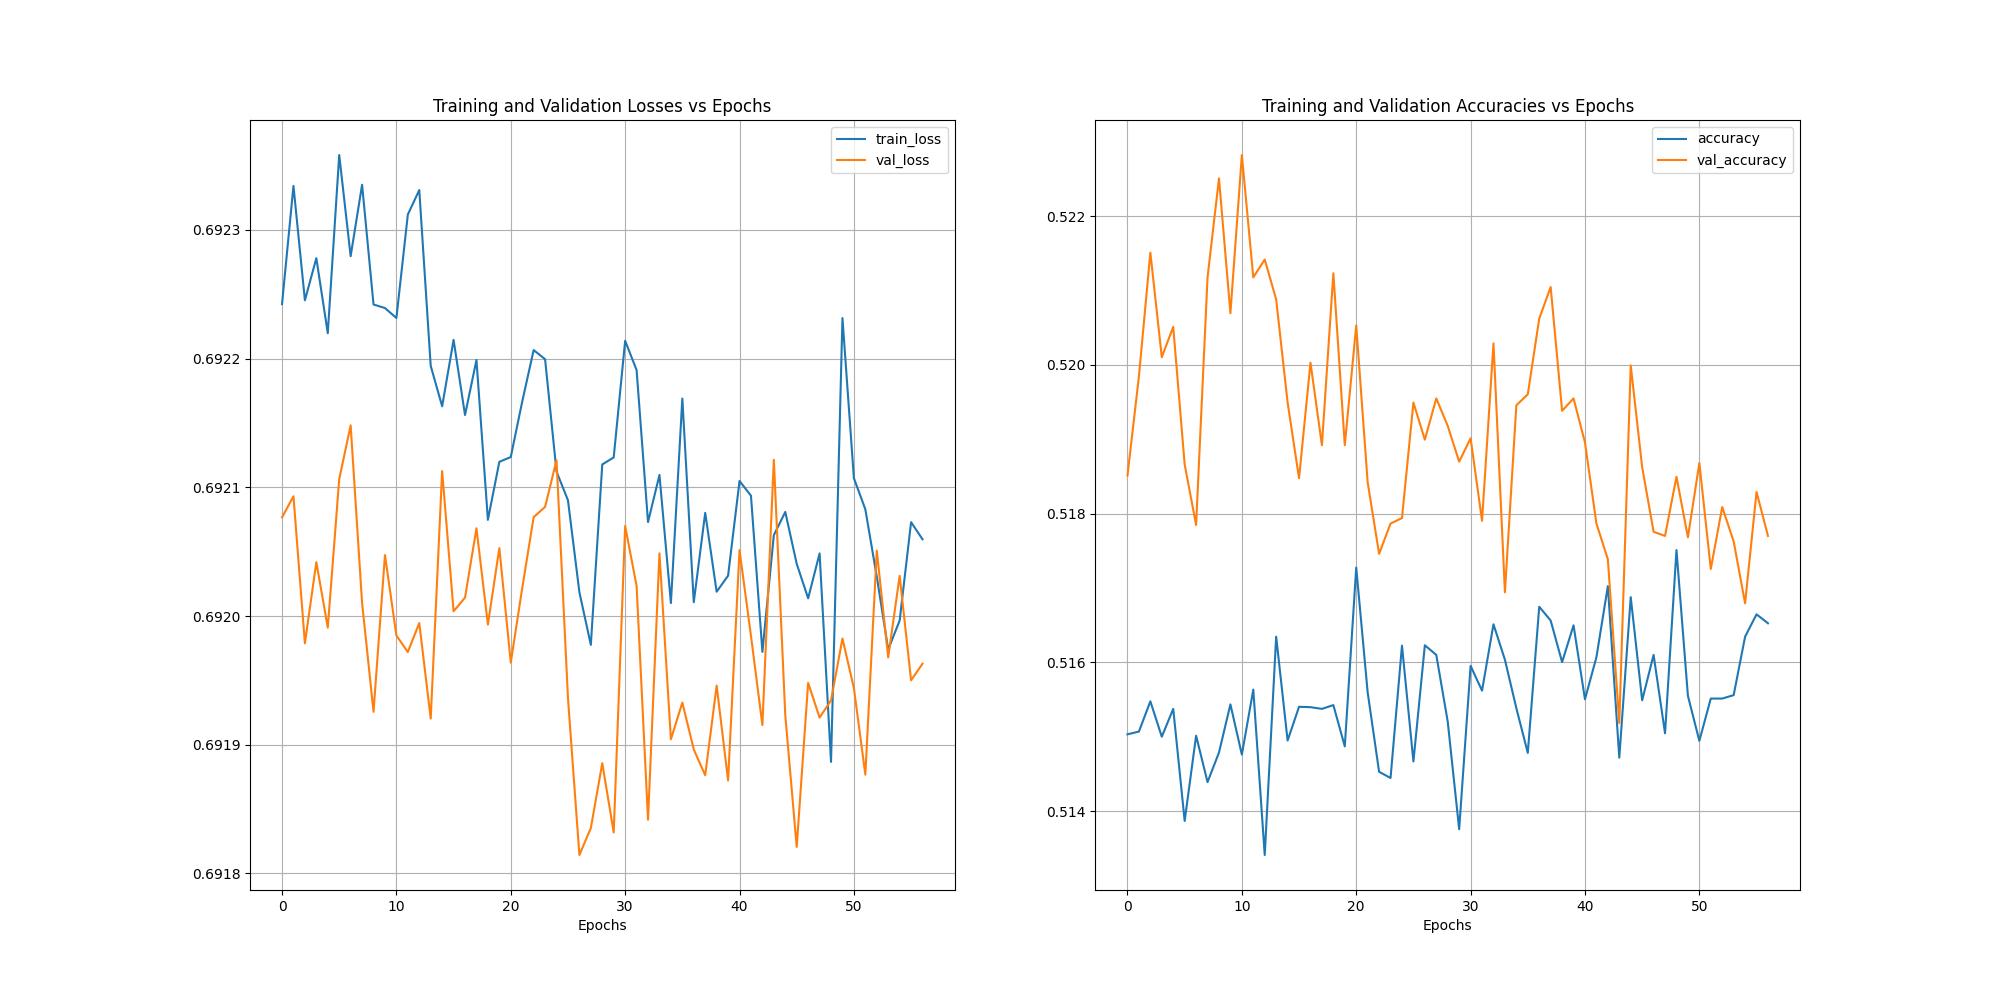 Training and Validation Losses vs Epochs
train_loss
val_loss
0.6923
0.6922
0.6921
0.6920
0.6919
0.6918
0 10 20 30 40 50
Epochs
Training and Validation Accuracies vs Epochs
accuracy
val_accuracy
0.522
0.520
0.518
0.516
0.514
0 10 20 30 40 50
Epochs